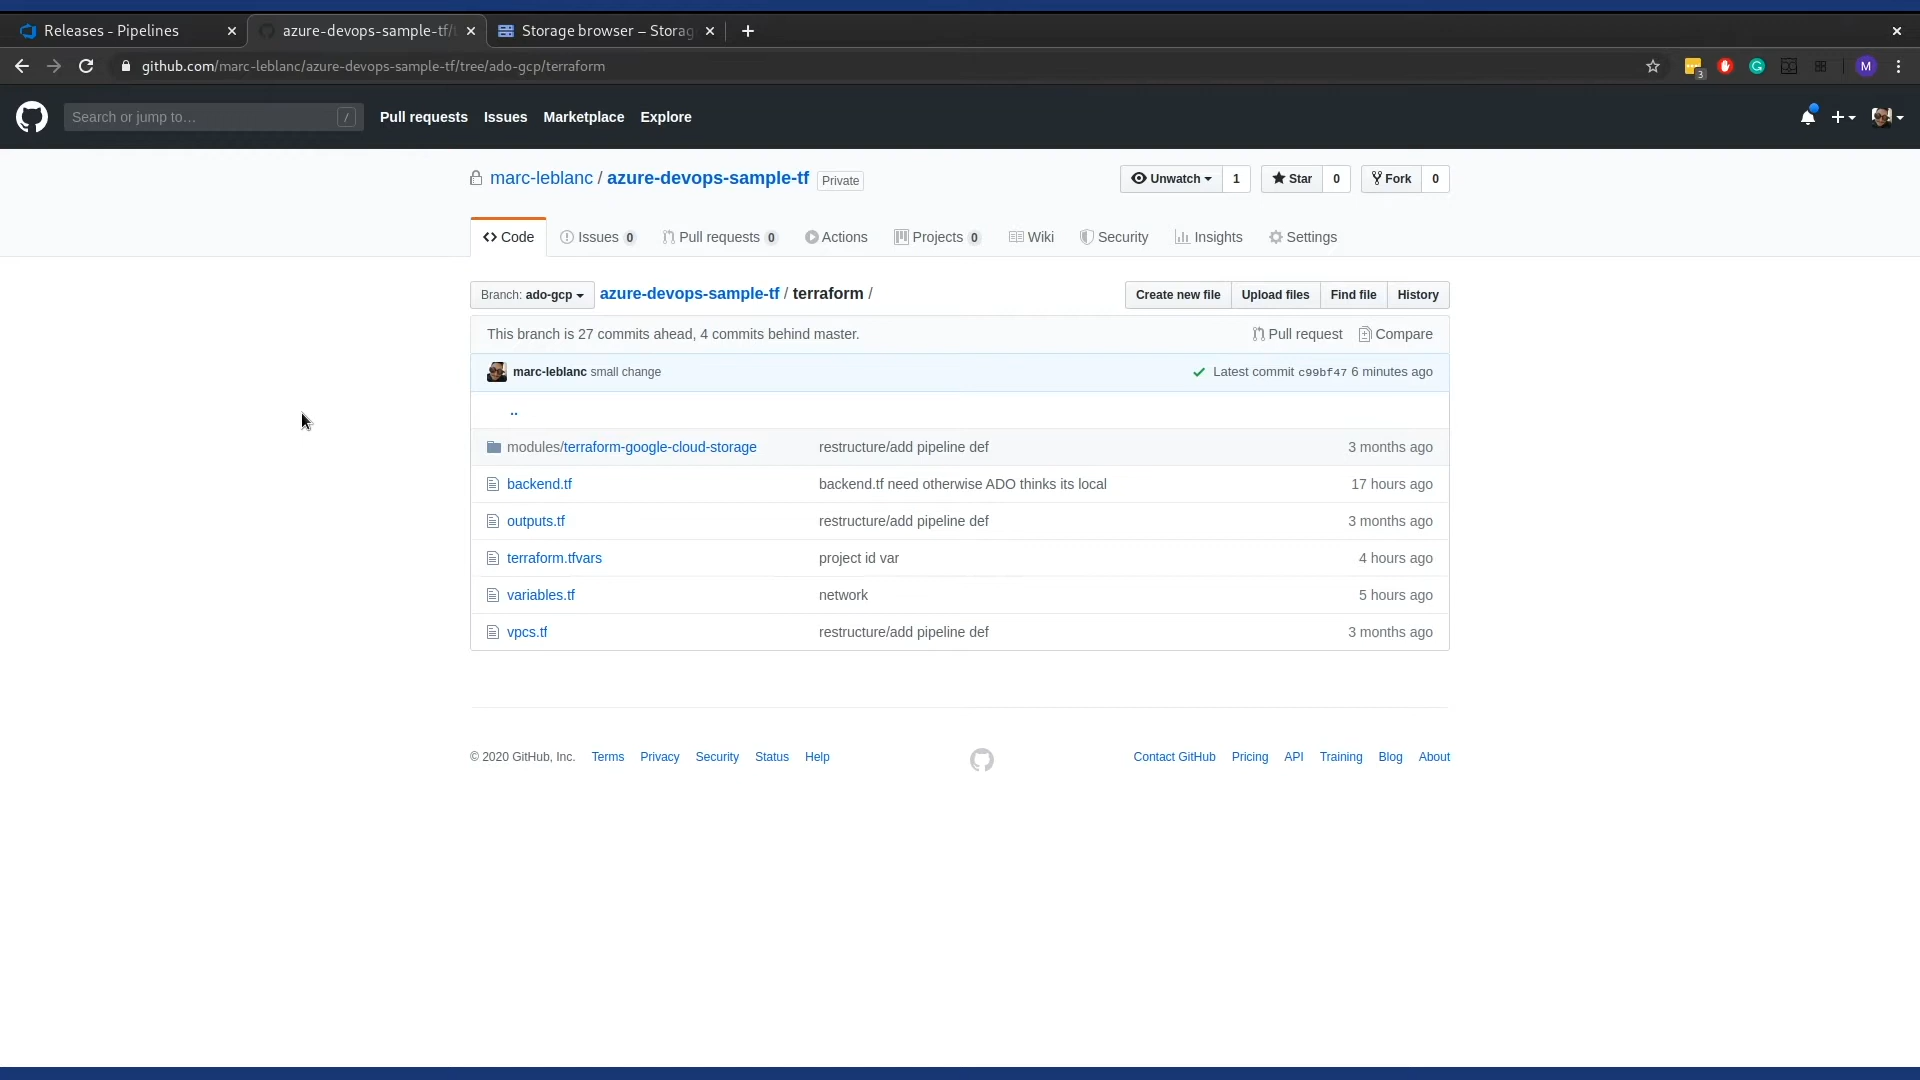 Releases - Pipelines
azure-devops-sample-tf/
Storage browser – Storag
github.com/marc-leblanc/azure-devops-sample-tf/tree/ado-gcp/terraform
3
M
Search or jump to… /
Pull requests Issues Marketplace Explore
marc-leblanc / azure-devops-sample-tf Private
Unwatch 1 Star 0 Fork 0
Code Issues 0 Pull requests 0 Actions Projects 0 Wiki Security Insights Settings
Branch: ado-gcp azure-devops-sample-tf / terraform /
Create new file Upload files Find file History
This branch is 27 commits ahead, 4 commits behind master. Pull request Compare
marc-leblanc small change Latest commit c99bf47 6 minutes ago
..
modules/terraform-google-cloud-storage restructure/add pipeline def 3 months ago
backend.tf backend.tf need otherwise ADO thinks its local 17 hours ago
outputs.tf restructure/add pipeline def 3 months ago
terraform.tfvars project id var 4 hours ago
variables.tf network 5 hours ago
vpcs.tf restructure/add pipeline def 3 months ago
© 2020 GitHub, Inc. Terms Privacy Security Status Help Contact GitHub Pricing API Training Blog About